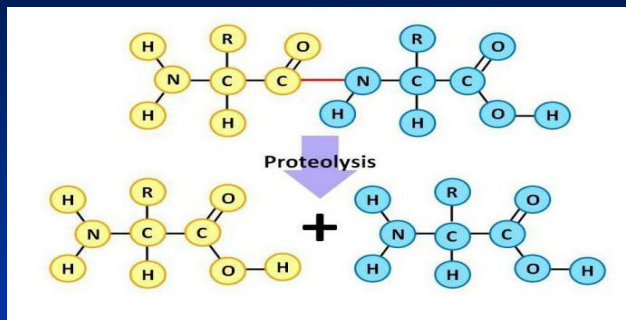 H R O R O
N C C N C C
H H H H O H
Proteolysis
H R O + H R O
N C C N C C
H H O H H H O H